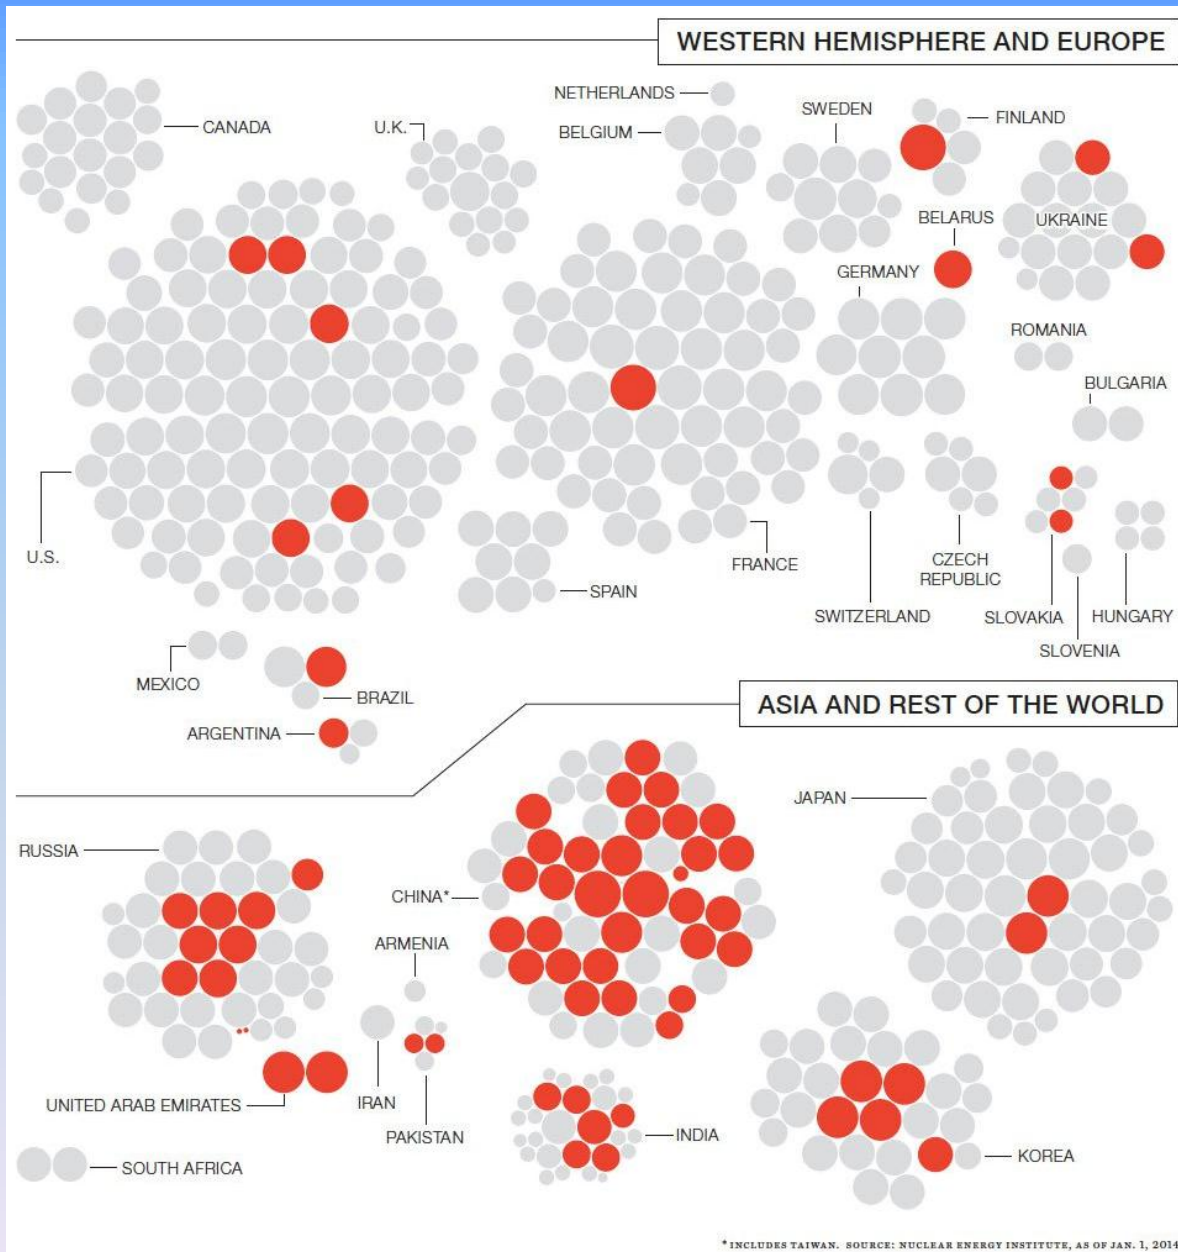 WESTERN HEMISPHERE AND EUROPE
NETHERLANDS
CANADA
U.K.
BELGIUM
SWEDEN
FINLAND
BELARUS
UKRAINE
GERMANY
ROMANIA
BULGARIA
U.S.
FRANCE
SPAIN
SWITZERLAND
CZECH
REPUBLIC
SLOVAKIA
HUNGARY
SLOVENIA
MEXICO
BRAZIL
ARGENTINA
ASIA AND REST OF THE WORLD
RUSSIA
JAPAN
CHINA*
ARMENIA
UNITED ARAB EMIRATES
IRAN
PAKISTAN
INDIA
SOUTH AFRICA
KOREA
* INCLUDES TAIWAN. SOURCE: NUCLEAR ENERGY INSTITUTE, AS OF JAN. 1, 2014